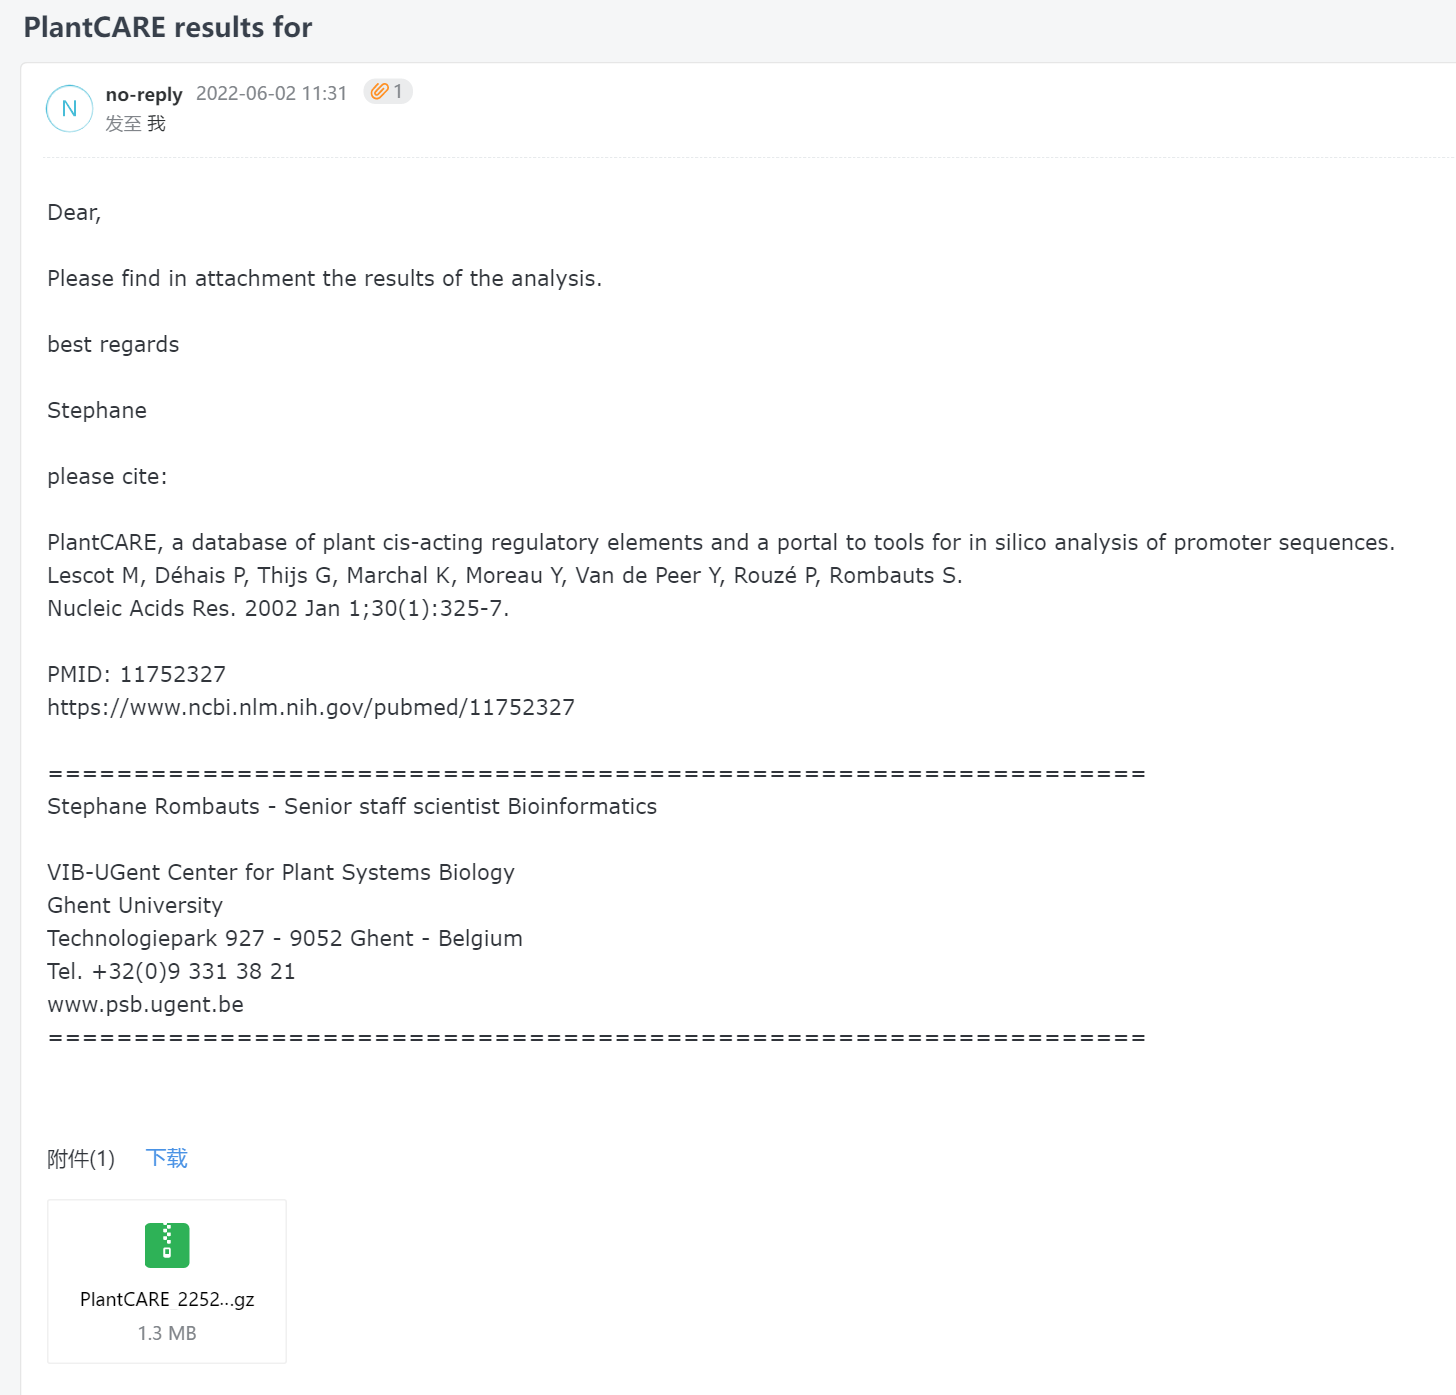 PlantCARE results for
N
no-reply 2022-06-02 11:31 1
发至 我
Dear,
Please find in attachment the results of the analysis.
best regards
Stephane
please cite:
PlantCARE, a database of plant cis-acting regulatory elements and a portal to tools for in silico analysis of promoter sequences.
Lescot M, Déhais P, Thijs G, Marchal K, Moreau Y, Van de Peer Y, Rouzé P, Rombauts S.
Nucleic Acids Res. 2002 Jan 1;30(1):325-7.
PMID: 11752327
https://www.ncbi.nlm.nih.gov/pubmed/11752327
================================================================
Stephane Rombauts - Senior staff scientist Bioinformatics
VIB-UGent Center for Plant Systems Biology
Ghent University
Technologiepark 927 - 9052 Ghent - Belgium
Tel. +32(0)9 331 38 21
www.psb.ugent.be
================================================================
附件(1) 下载
PlantCARE_2252...gz
1.3 MB